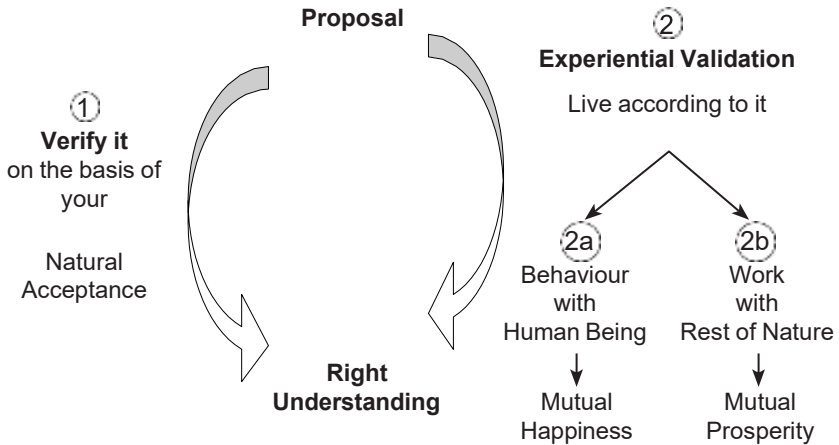 Proposal
1
Verify it
on the basis of
your
Natural
Acceptance
2
Experiential Validation
Live according to it
2a
Behaviour
with
Human Being
Mutual
Happiness
2b
Work
with
Rest of Nature
Mutual
Prosperity
Right
Understanding